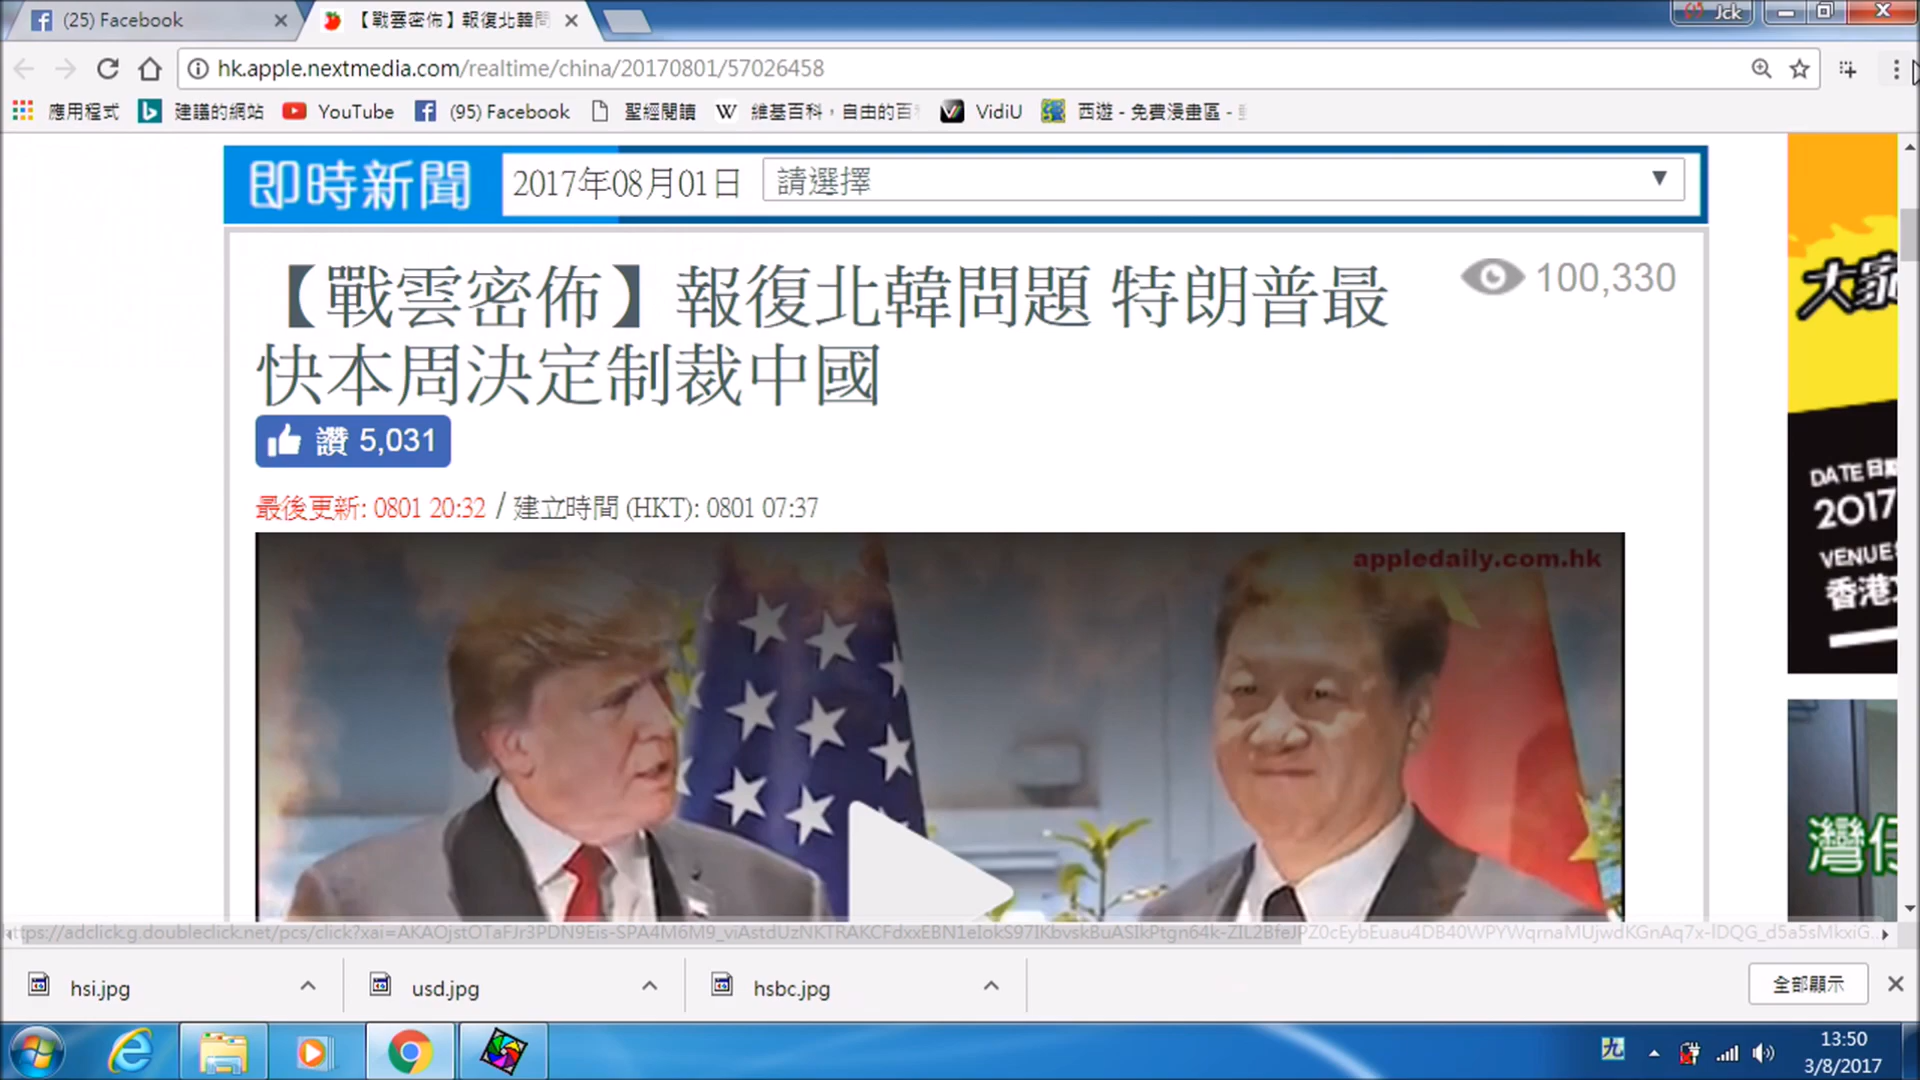 (25) Facebook
【戰雲密佈】報復北韓問
Jck
hk.apple.nextmedia.com/realtime/china/20170801/57026458
應用程式
建議的網站
YouTube
(95) Facebook
聖經閱讀
維基百科，自由的百
VidiU
西遊 - 免費漫畫區 -
即時新聞
2017年08月01日
請選擇
【戰雲密佈】報復北韓問題 特朗普最
快本周決定制裁中國
100,330
讚 5,031
最後更新: 0801 20:32 / 建立時間 (HKT): 0801 07:37
appledaily.com.hk
大家
DATE 日期
2017
VENUE
香港
灣仔
hsi.jpg
usd.jpg
hsbc.jpg
全部顯示
九
13:50
3/8/2017